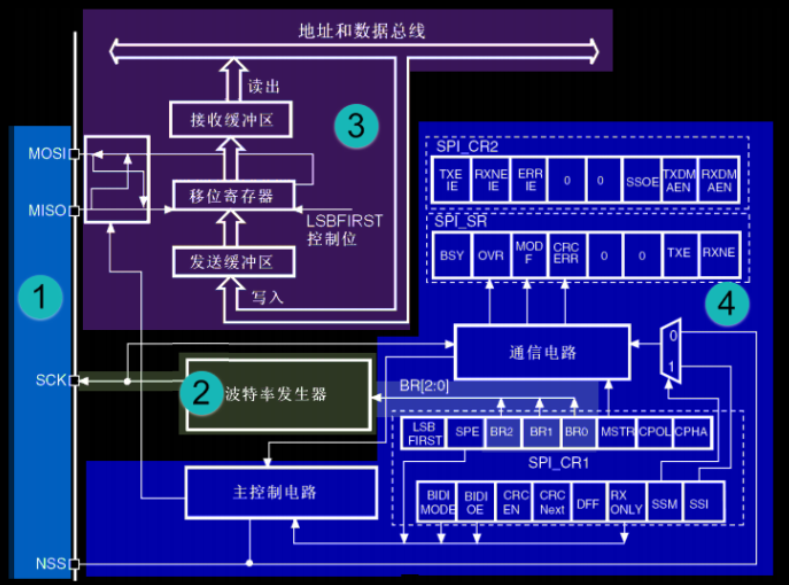 地址和数据总线
读出
接收缓冲区
3
MOSI
移位寄存器
MISO
LSBFIRST
控制位
发送缓冲区
写入
1
SPI_CR2
TXE
IE
RXNE
IE
ERR
IE
0
0
SSOE
TXDM
AEN
RXDM
AEN
SPI_SR
BSY
OVR
MOD
F
CRC
ERR
0
0
TXE
RXNE
4
通信电路
0
1
SCK
2
波特率发生器
BR[2:0]
LSB
FIRST
SPE
BR2
BR1
BR0
MSTR
CPOL
CPHA
SPI_CR1
主控制电路
BIDI
MODE
BIDI
OE
CRC
EN
CRC
Next
DFF
RX
ONLY
SSM
SSI
NSS